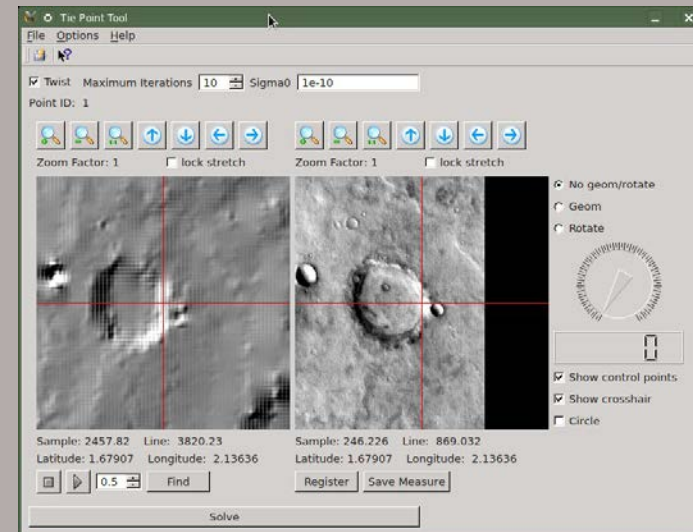 Tie Point Tool
File Options Help
Twist Maximum Iterations 10 Sigma0 1e-10
Point ID: 1
Zoom Factor: 1 lock stretch Zoom Factor: 1 lock stretch
No geom/rotate
Geom
Rotate
0
Show control points
Show crosshair
Circle
Sample: 2457.82 Line: 3820.23 Sample: 246.226 Line: 869.032
Latitude: 1.67907 Longitude: 2.13636 Latitude: 1.67907 Longitude: 2.13636
0.5 Find Register Save Measure
Solve